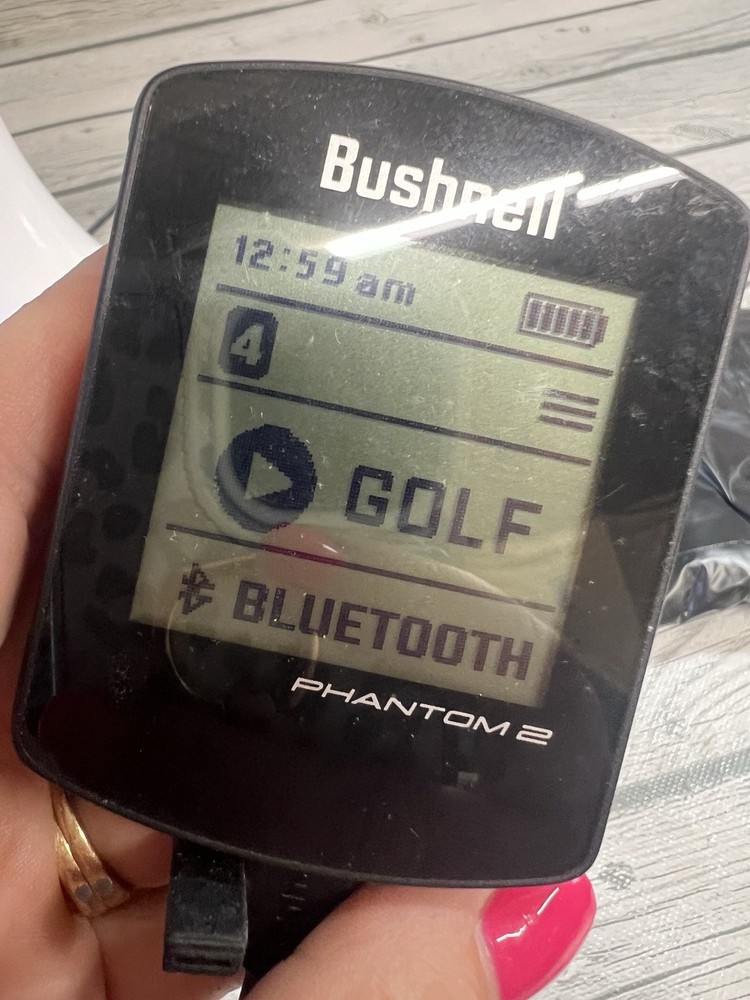 Bushnell
12:59 am
4
GOLF
BLUETOOTH
PHANTOM 2